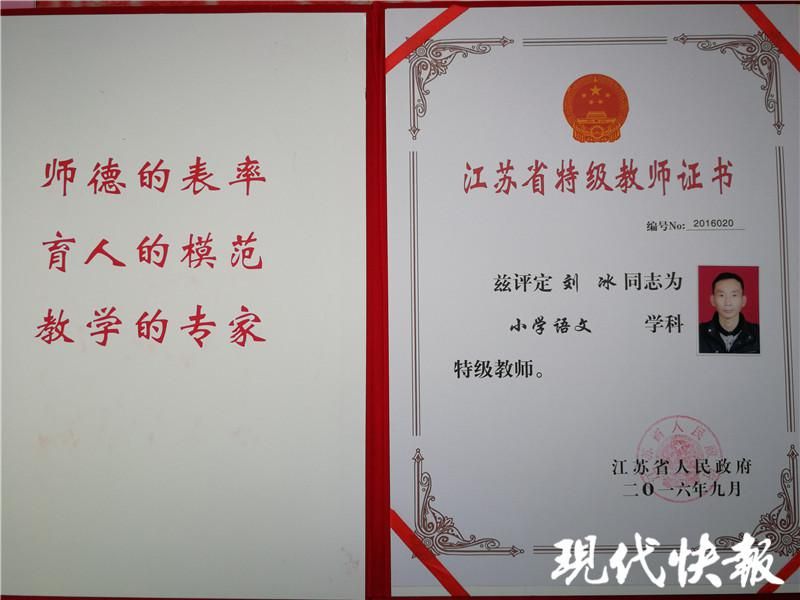 师德的表率
育人的模范
教学的专家
江苏省特级教师证书
编号No: 2016020
兹评定 刘 冰 同志为
小学语文 学科
特级教师。
江苏省人民政府
二〇一六年九月
现代快報